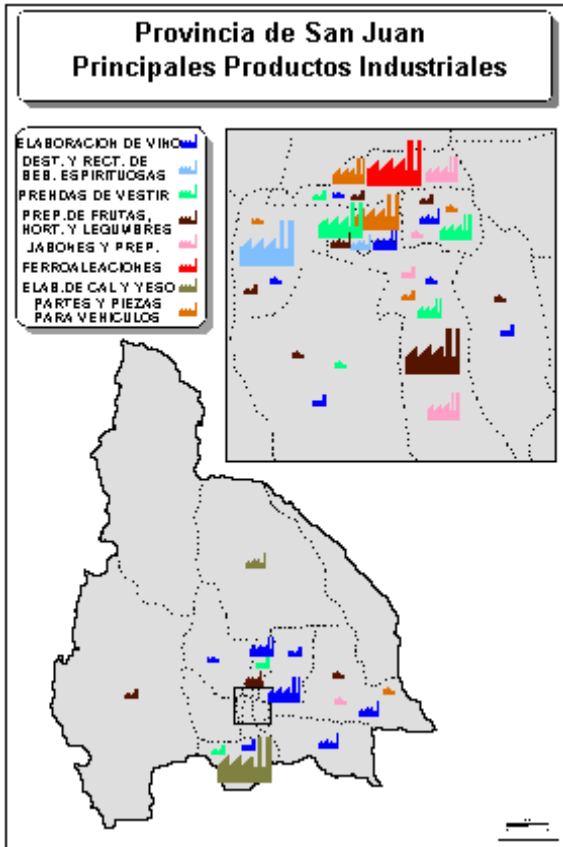 Provincia de San Juan
Principales Productos Industriales
ELABORACION DE VINO
DEST. Y RECT. DE
BEB. ESPIRITUOSAS
PRENDAS DE VESTIR
PREP. DE FRUTAS,
HORT. Y LEGUMBRES
JABONES Y PREP.
FERROALEACIONES
ELAB. DE CAL Y YESO
PARTES Y PIEZAS
PARA VEHICULOS